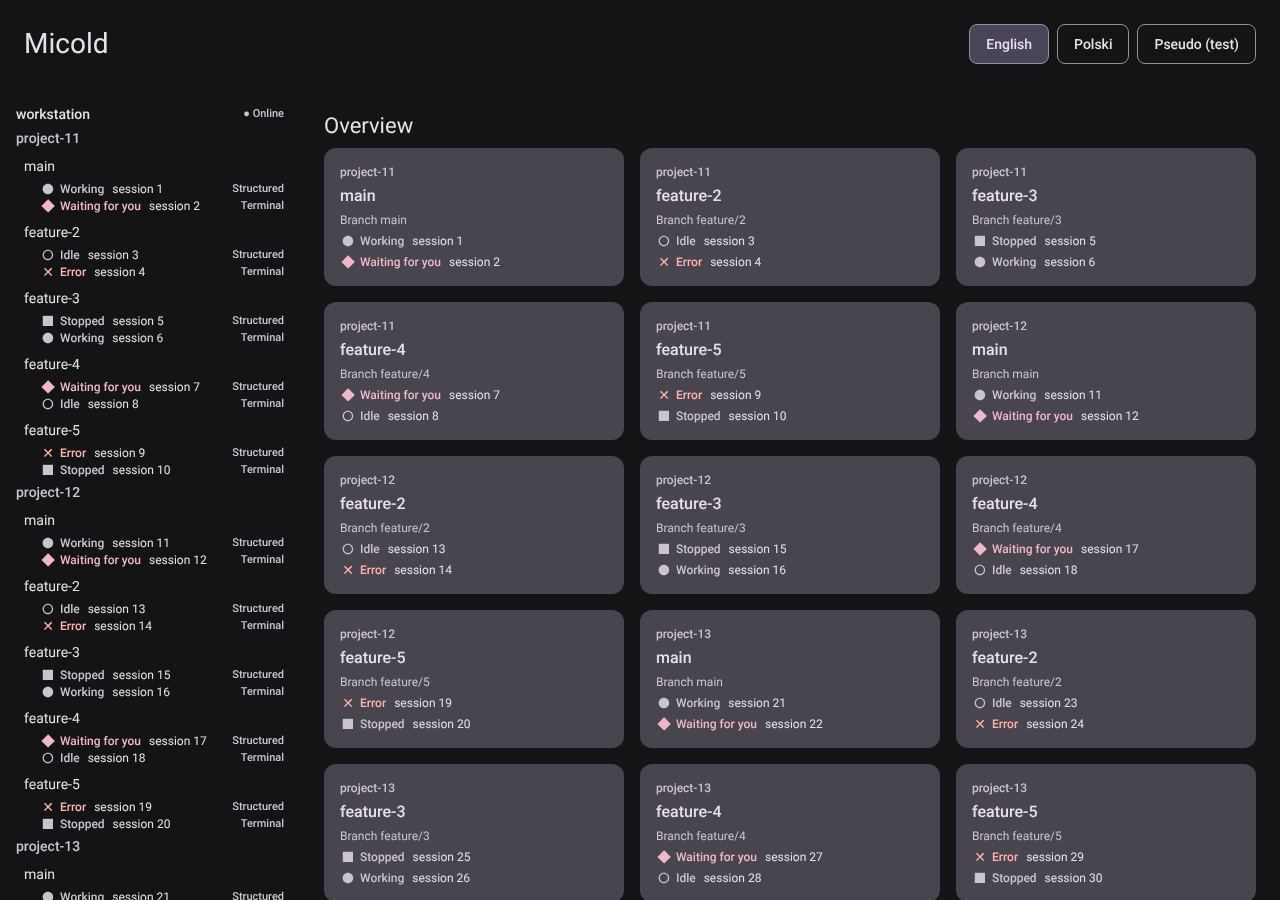 Micold
English
Polski
Pseudo (test)
workstation
● Online
project-11
main
Working session 1 Structured
Waiting for you session 2 Terminal
feature-2
Idle session 3 Structured
Error session 4 Terminal
feature-3
Stopped session 5 Structured
Working session 6 Terminal
feature-4
Waiting for you session 7 Structured
Idle session 8 Terminal
feature-5
Error session 9 Structured
Stopped session 10 Terminal
project-12
main
Working session 11 Structured
Waiting for you session 12 Terminal
feature-2
Idle session 13 Structured
Error session 14 Terminal
feature-3
Stopped session 15 Structured
Working session 16 Terminal
feature-4
Waiting for you session 17 Structured
Idle session 18 Terminal
feature-5
Error session 19 Structured
Stopped session 20 Terminal
project-13
main
Working session 21 Structured
Overview
project-11
main
Branch main
Working session 1
Waiting for you session 2
project-11
feature-2
Branch feature/2
Idle session 3
Error session 4
project-11
feature-3
Branch feature/3
Stopped session 5
Working session 6
project-11
feature-4
Branch feature/4
Waiting for you session 7
Idle session 8
project-11
feature-5
Branch feature/5
Error session 9
Stopped session 10
project-12
main
Branch main
Working session 11
Waiting for you session 12
project-12
feature-2
Branch feature/2
Idle session 13
Error session 14
project-12
feature-3
Branch feature/3
Stopped session 15
Working session 16
project-12
feature-4
Branch feature/4
Waiting for you session 17
Idle session 18
project-12
feature-5
Branch feature/5
Error session 19
Stopped session 20
project-13
main
Branch main
Working session 21
Waiting for you session 22
project-13
feature-2
Branch feature/2
Idle session 23
Error session 24
project-13
feature-3
Branch feature/3
Stopped session 25
Working session 26
project-13
feature-4
Branch feature/4
Waiting for you session 27
Idle session 28
project-13
feature-5
Branch feature/5
Error session 29
Stopped session 30